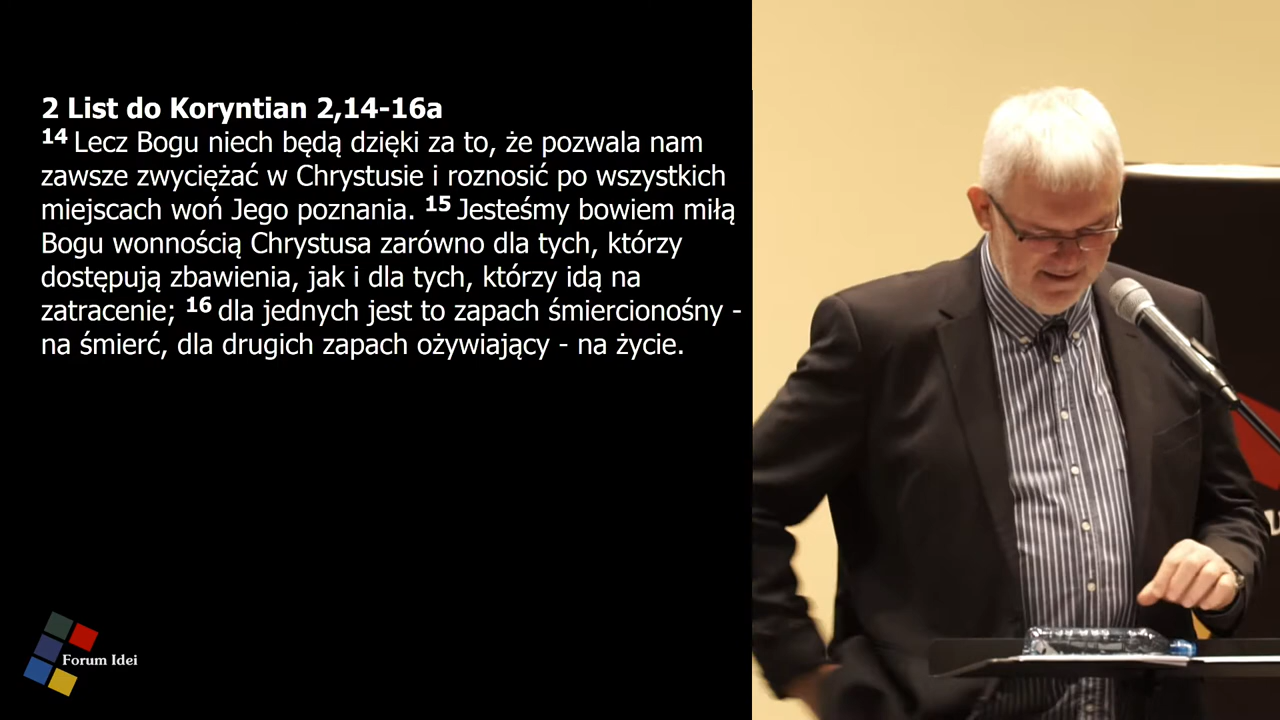 2 List do Koryntian 2,14-16a
14 Lecz Bogu niech będą dzięki za to, że pozwala nam
zawsze zwyciężać w Chrystusie i roznosić po wszystkich
miejscach woń Jego poznania. 15 Jesteśmy bowiem miłą
Bogu wonnością Chrystusa zarówno dla tych, którzy
dostępują zbawienia, jak i dla tych, którzy idą na
zatracenie; 16 dla jednych jest to zapach śmiercionośny -
na śmierć, dla drugich zapach ożywiający - na życie.
Forum Idei